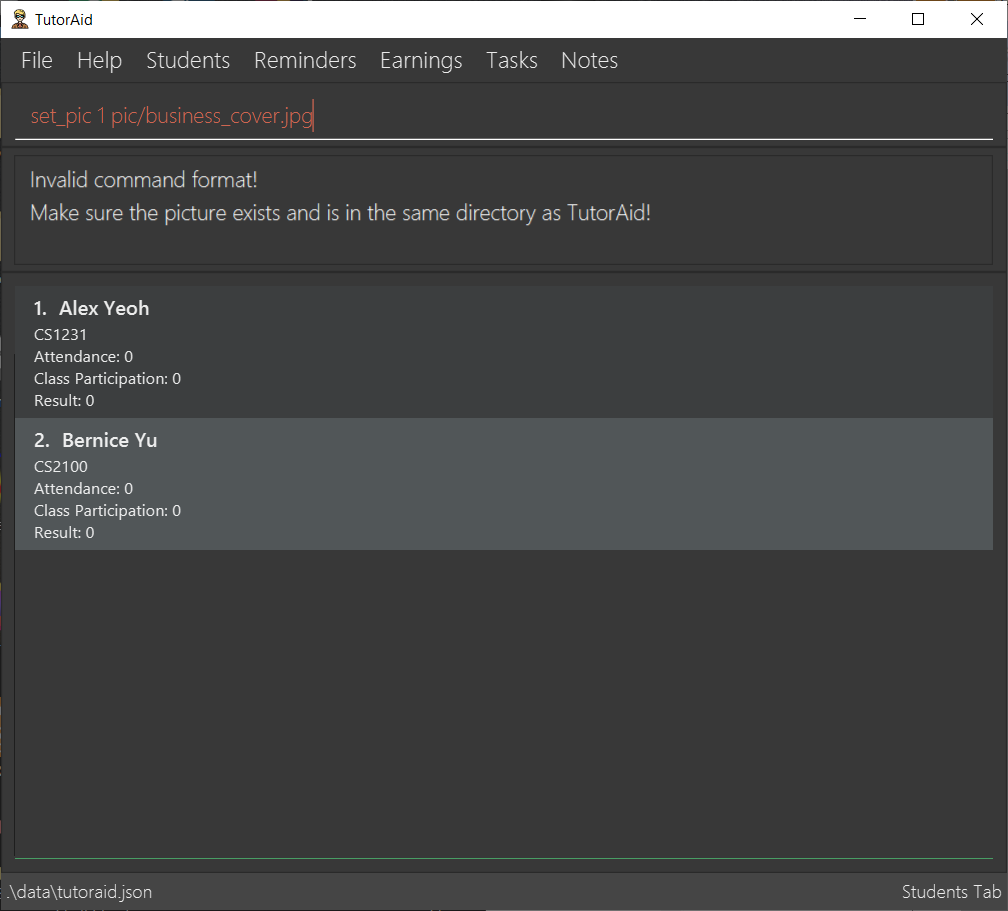 TutorAid
File Help Students Reminders Earnings Tasks Notes
set_pic 1 pic/business_cover.jpg
Invalid command format!
Make sure the picture exists and is in the same directory as TutorAid!
1. Alex Yeoh
CS1231
Attendance: 0
Class Participation: 0
Result: 0
2. Bernice Yu
CS2100
Attendance: 0
Class Participation: 0
Result: 0
.\data\tutoraid.json Students Tab